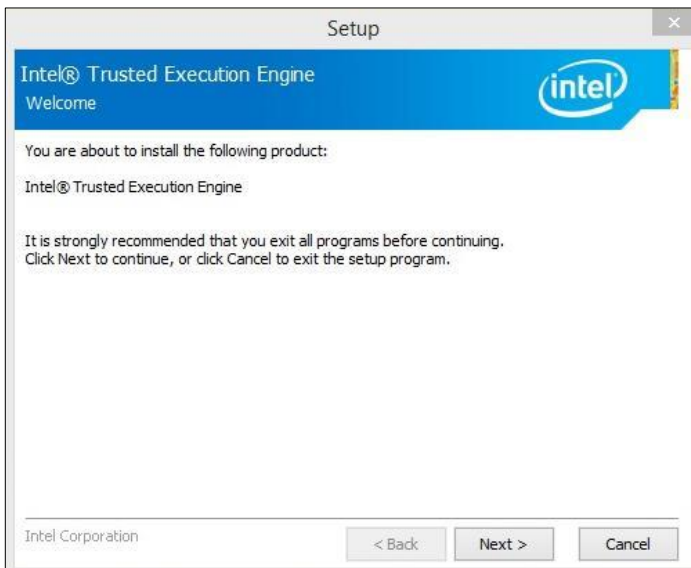 Setup
Intel® Trusted Execution Engine
Welcome
intel
You are about to install the following product:
Intel® Trusted Execution Engine
It is strongly recommended that you exit all programs before continuing.
Click Next to continue, or click Cancel to exit the setup program.
Intel Corporation
< Back
Next >
Cancel